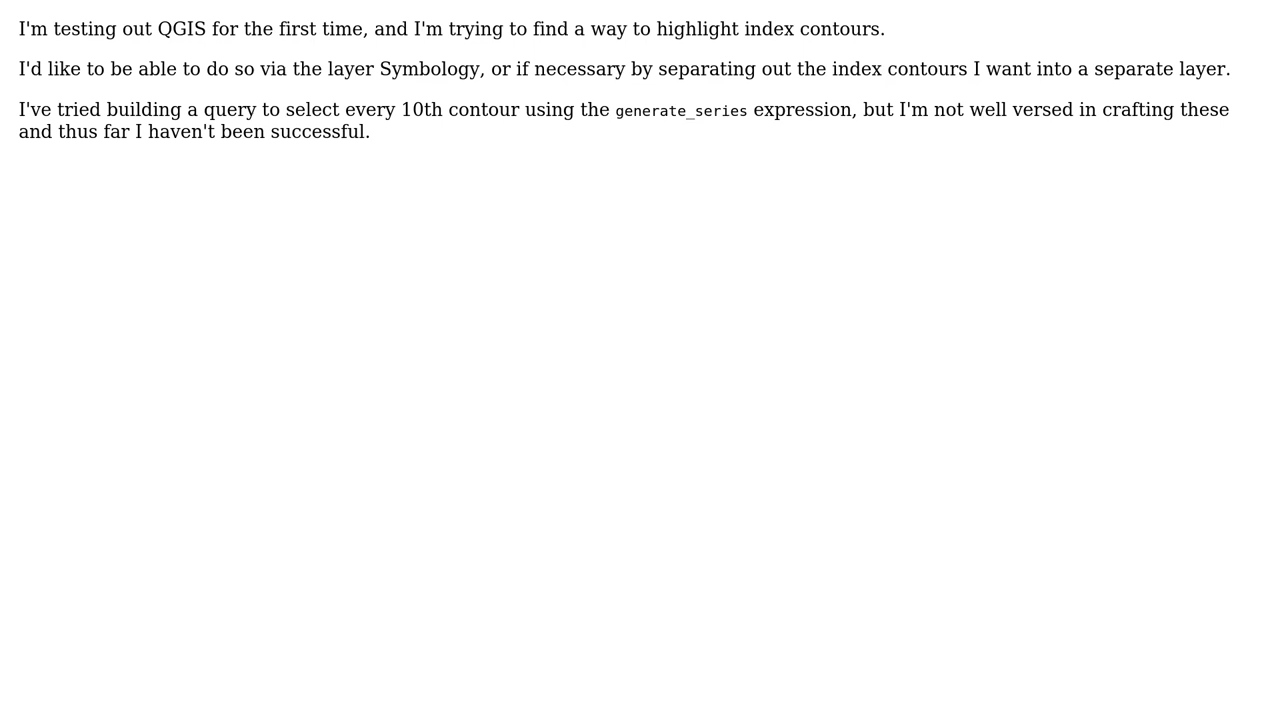 I'm testing out QGIS for the first time, and I'm trying to find a way to highlight index contours.
I'd like to be able to do so via the layer Symbology, or if necessary by separating out the index contours I want into a separate layer.
I've tried building a query to select every 10th contour using the generate_series expression, but I'm not well versed in crafting these
and thus far I haven't been successful.